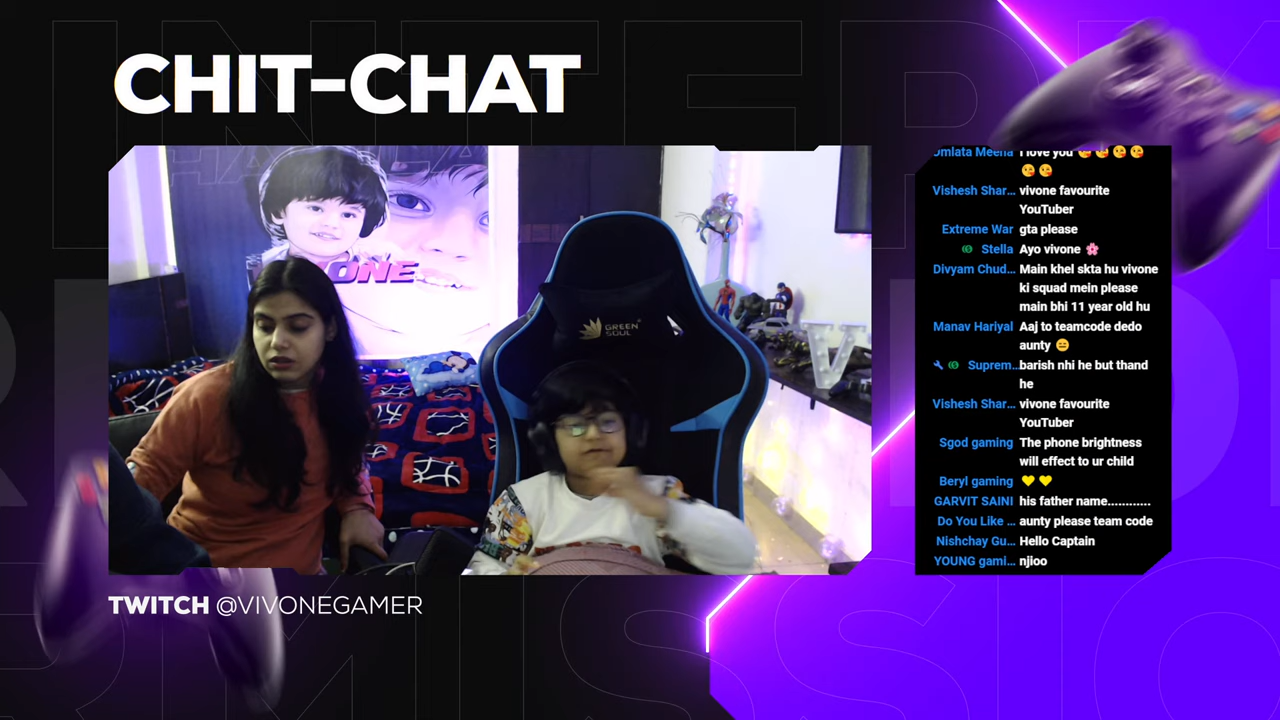 CHIT-CHAT
VIVONE
GREEN
SOUL
V
Omlata Meena I love you 😘 😘 😘 😘
😘 😘
Vishesh Shar... vivone favourite
YouTuber
Extreme War gta please
Stella Ayo vivone 🌸
Divyam Chud... Main khel skta hu vivone
ki squad mein please
main bhi 11 year old hu
Manav Hariyal Aaj to teamcode dedo
aunty 😑
Suprem... barish nhi he but thand
he
Vishesh Shar... vivone favourite
YouTuber
Sgod gaming The phone brightness
will effect to ur child
Beryl gaming 💛 💛
GARVIT SAINI his father name............
Do You Like ... aunty please team code
Nishchay Gu... Hello Captain
YOUNG gami... njioo
TWITCH @VIVONEGAMER